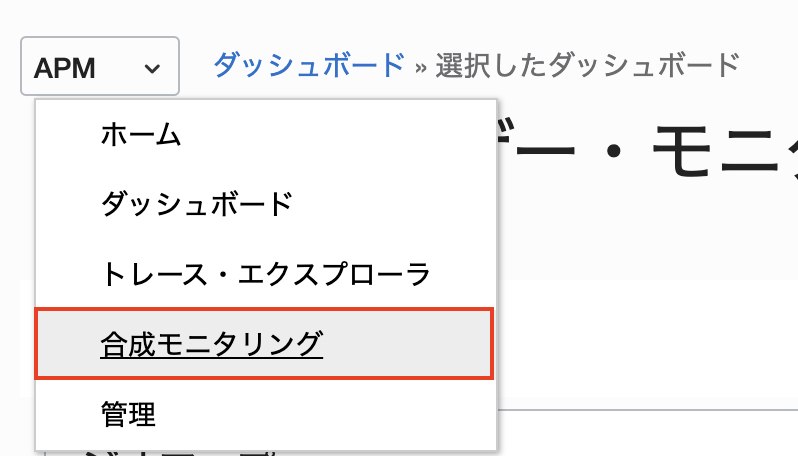 APM
ダッシュボード » 選択したダッシュボード
ー・モニ
ホーム
ダッシュボード
トレース・エクスプローラ
合成モニタリング
管理